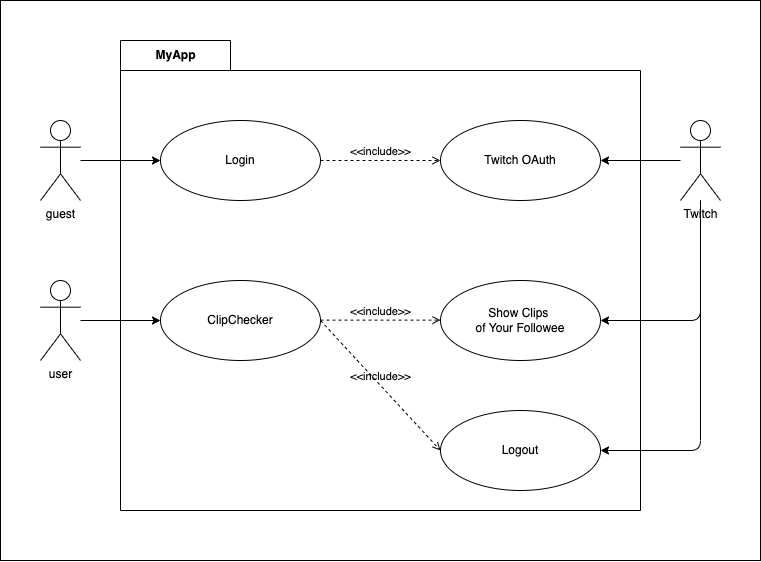 MyApp
Login
<<include>>
Twitch OAuth
guest
Twitch
ClipChecker
<<include>>
Show Clips
of Your Followee
user
<<include>>
Logout